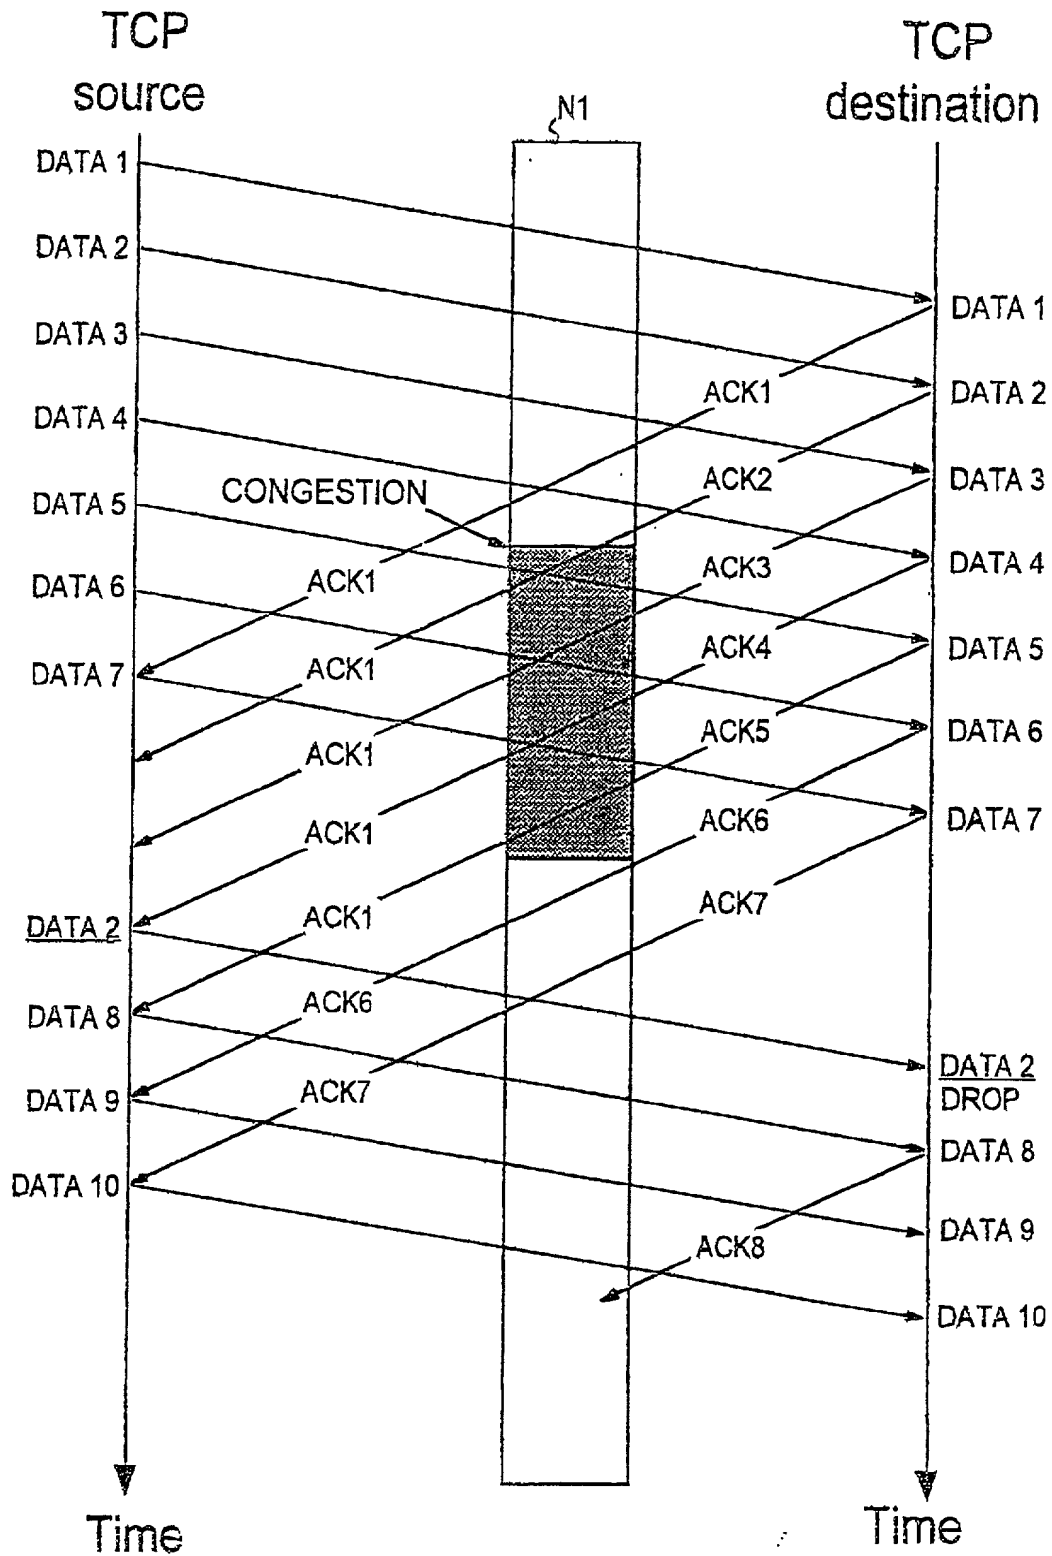 TCP
source
TCP
destination
N1
DATA 1
DATA 2
DATA 3
DATA 4
CONGESTION
DATA 5
DATA 6
DATA 7
DATA 2
DATA 8
DATA 9
DATA 10
ACK1
ACK1
ACK1
ACK1
ACK1
ACK6
ACK7
ACK1
ACK2
ACK3
ACK4
ACK5
ACK6
ACK7
ACK8
DATA 1
DATA 2
DATA 3
DATA 4
DATA 5
DATA 6
DATA 7
DATA 2
DROP
DATA 8
DATA 9
DATA 10
Time
Time